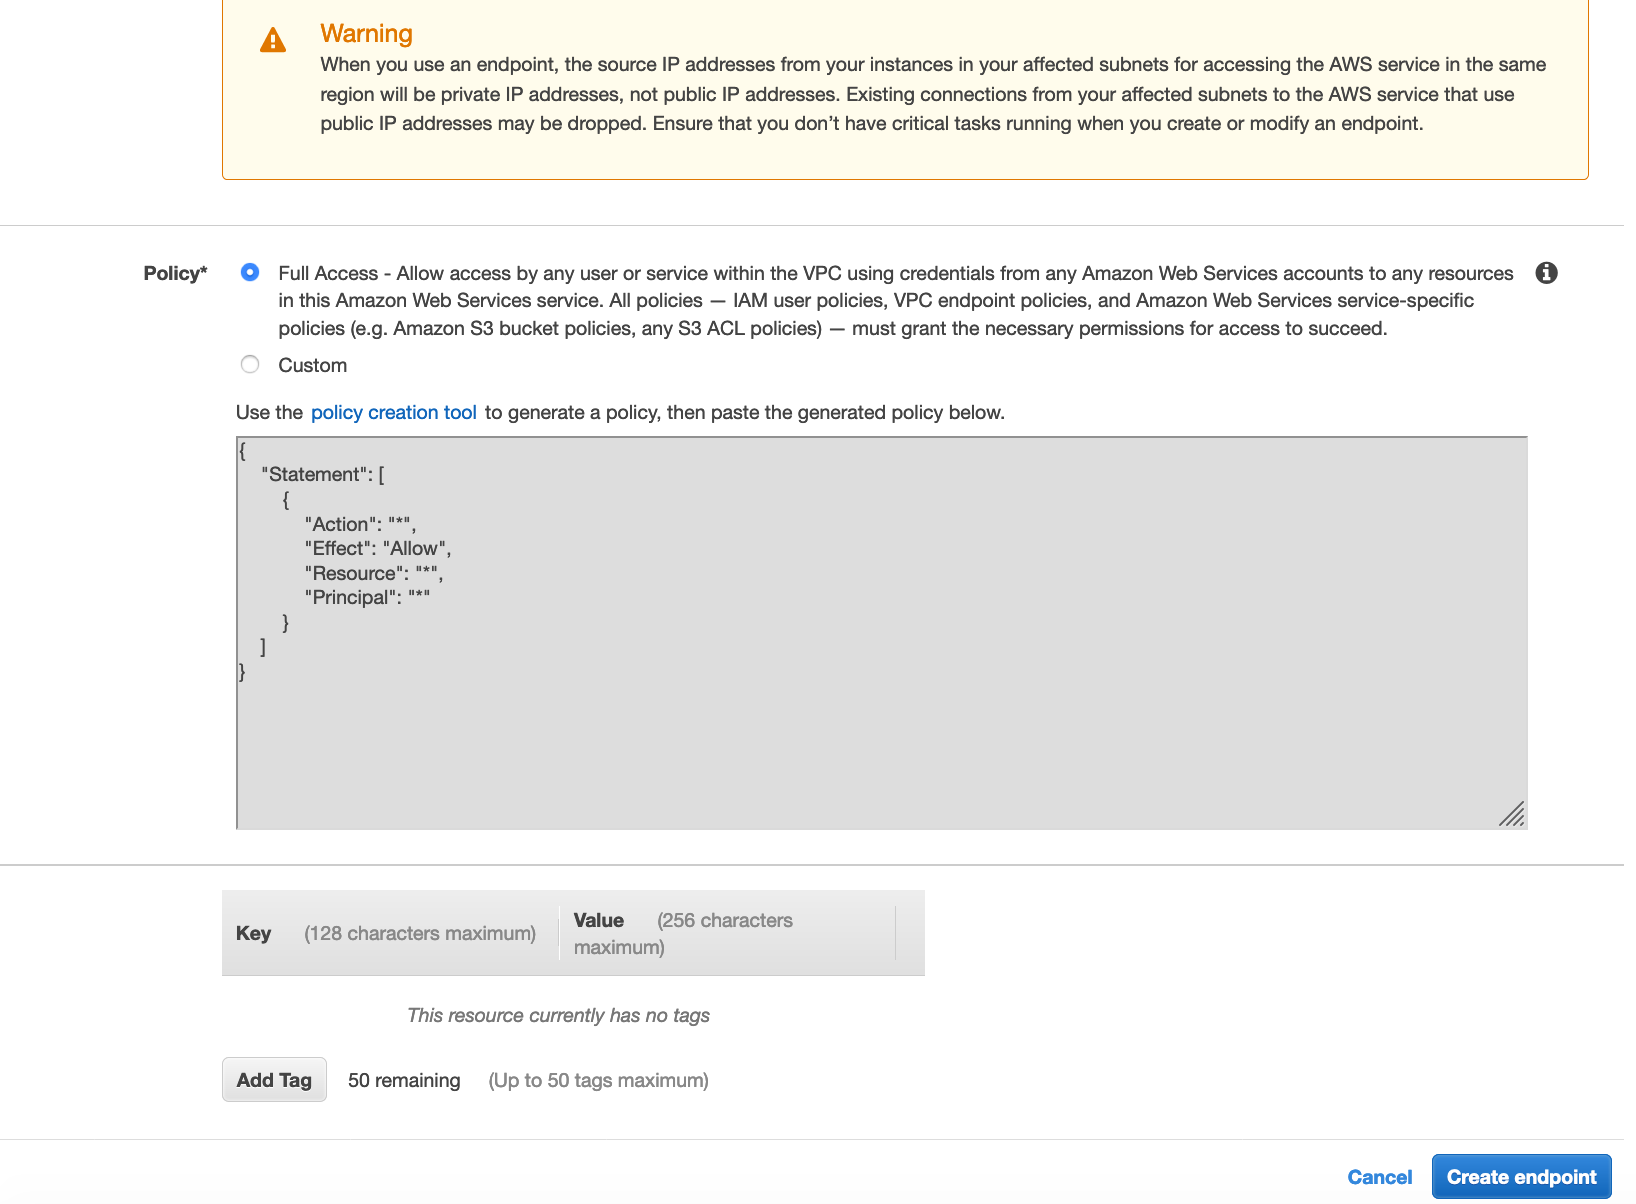 Warning
When you use an endpoint, the source IP addresses from your instances in your affected subnets for accessing the AWS service in the same
region will be private IP addresses, not public IP addresses. Existing connections from your affected subnets to the AWS service that use
public IP addresses may be dropped. Ensure that you don’t have critical tasks running when you create or modify an endpoint.
Policy*
Full Access - Allow access by any user or service within the VPC using credentials from any Amazon Web Services accounts to any resources
in this Amazon Web Services service. All policies — IAM user policies, VPC endpoint policies, and Amazon Web Services service-specific
policies (e.g. Amazon S3 bucket policies, any S3 ACL policies) — must grant the necessary permissions for access to succeed.
Custom
Use the policy creation tool to generate a policy, then paste the generated policy below.
{
"Statement": [
{
"Action": "*",
"Effect": "Allow",
"Resource": "*",
"Principal": "*"
}
]
}
Key (128 characters maximum)
Value (256 characters
maximum)
This resource currently has no tags
Add Tag 50 remaining (Up to 50 tags maximum)
Cancel Create endpoint